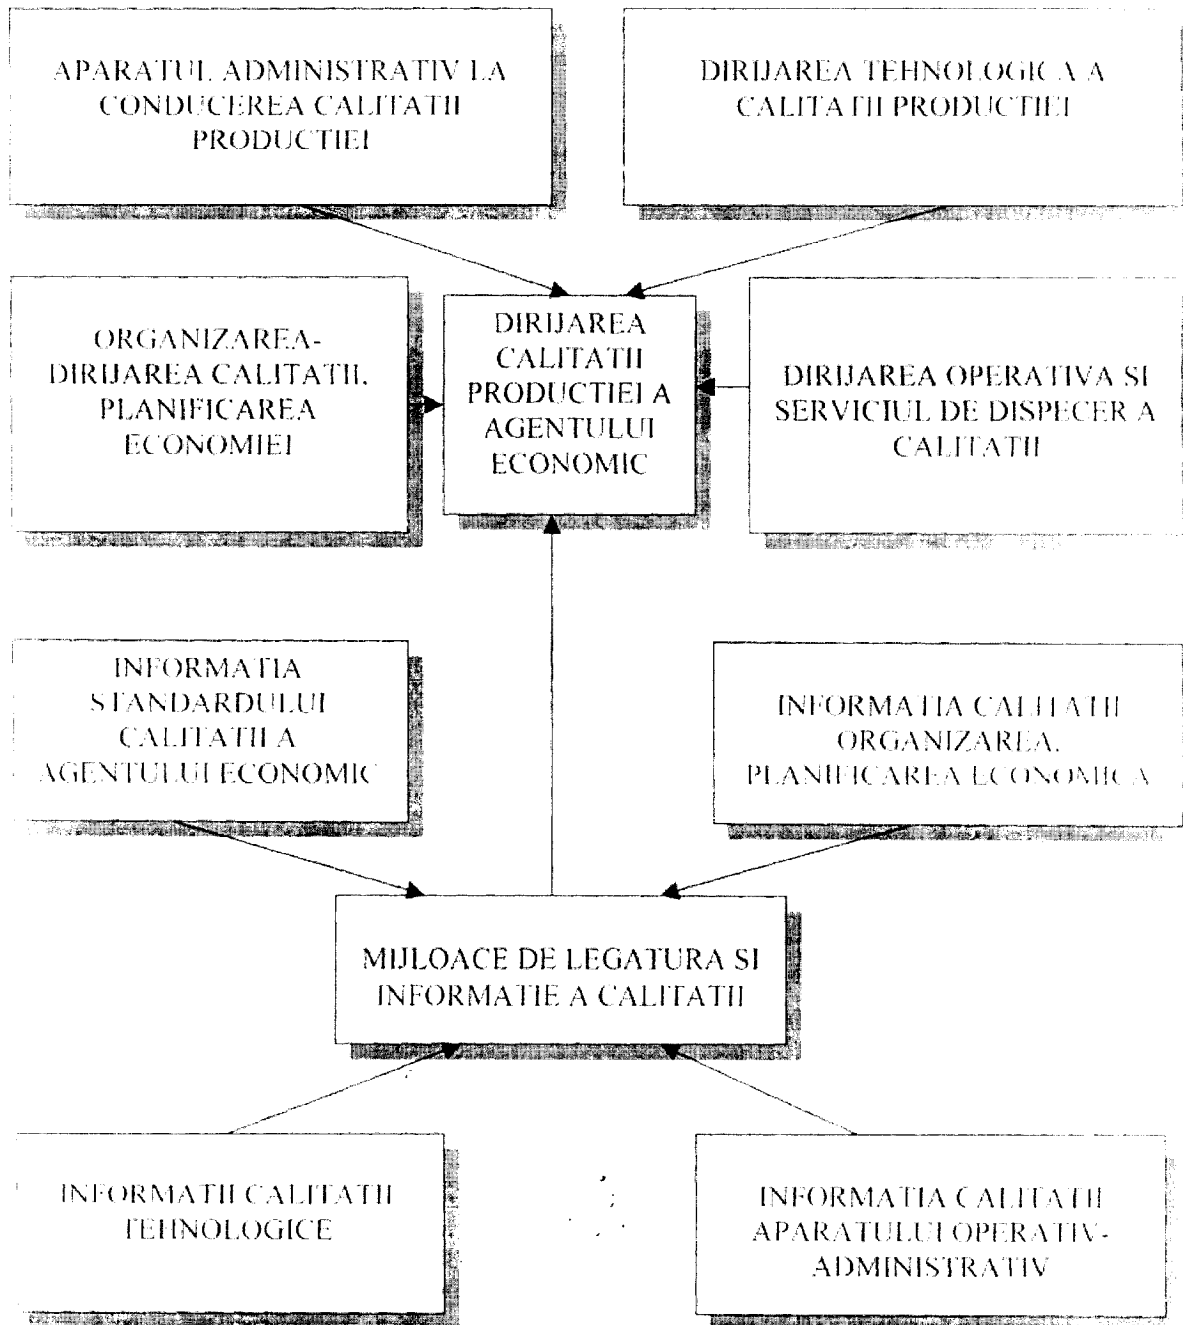 APARATUL ADMINISTRATIV LA
CONDUCEREA CALITATII
PRODUCTIEI
DIRIJAREA TEHNOLOGICA A
CALITATII PRODUCTIEI
ORGANIZAREA-
DIRIJAREA CALITATII.
PLANIFICAREA
ECONOMIEI
DIRIJAREA
CALITATII
PRODUCTIEI A
AGENTULUI
ECONOMIC
DIRIJAREA OPERATIVA SI
SERVICIUL DE DISPECER A
CALITATII
INFORMATIA
STANDARDULUI
CALITATII A
AGENTULUI ECONOMIC
INFORMATIA CALITATII
ORGANIZAREA.
PLANIFICAREA ECONOMICA
MIJLOACE DE LEGATURA SI
INFORMATIE A CALITATII
INFORMATII CALITATII
TEHNOLOGICE
INFORMATIA CALITATII
APARATULUI OPERATIV-
ADMINISTRATIV